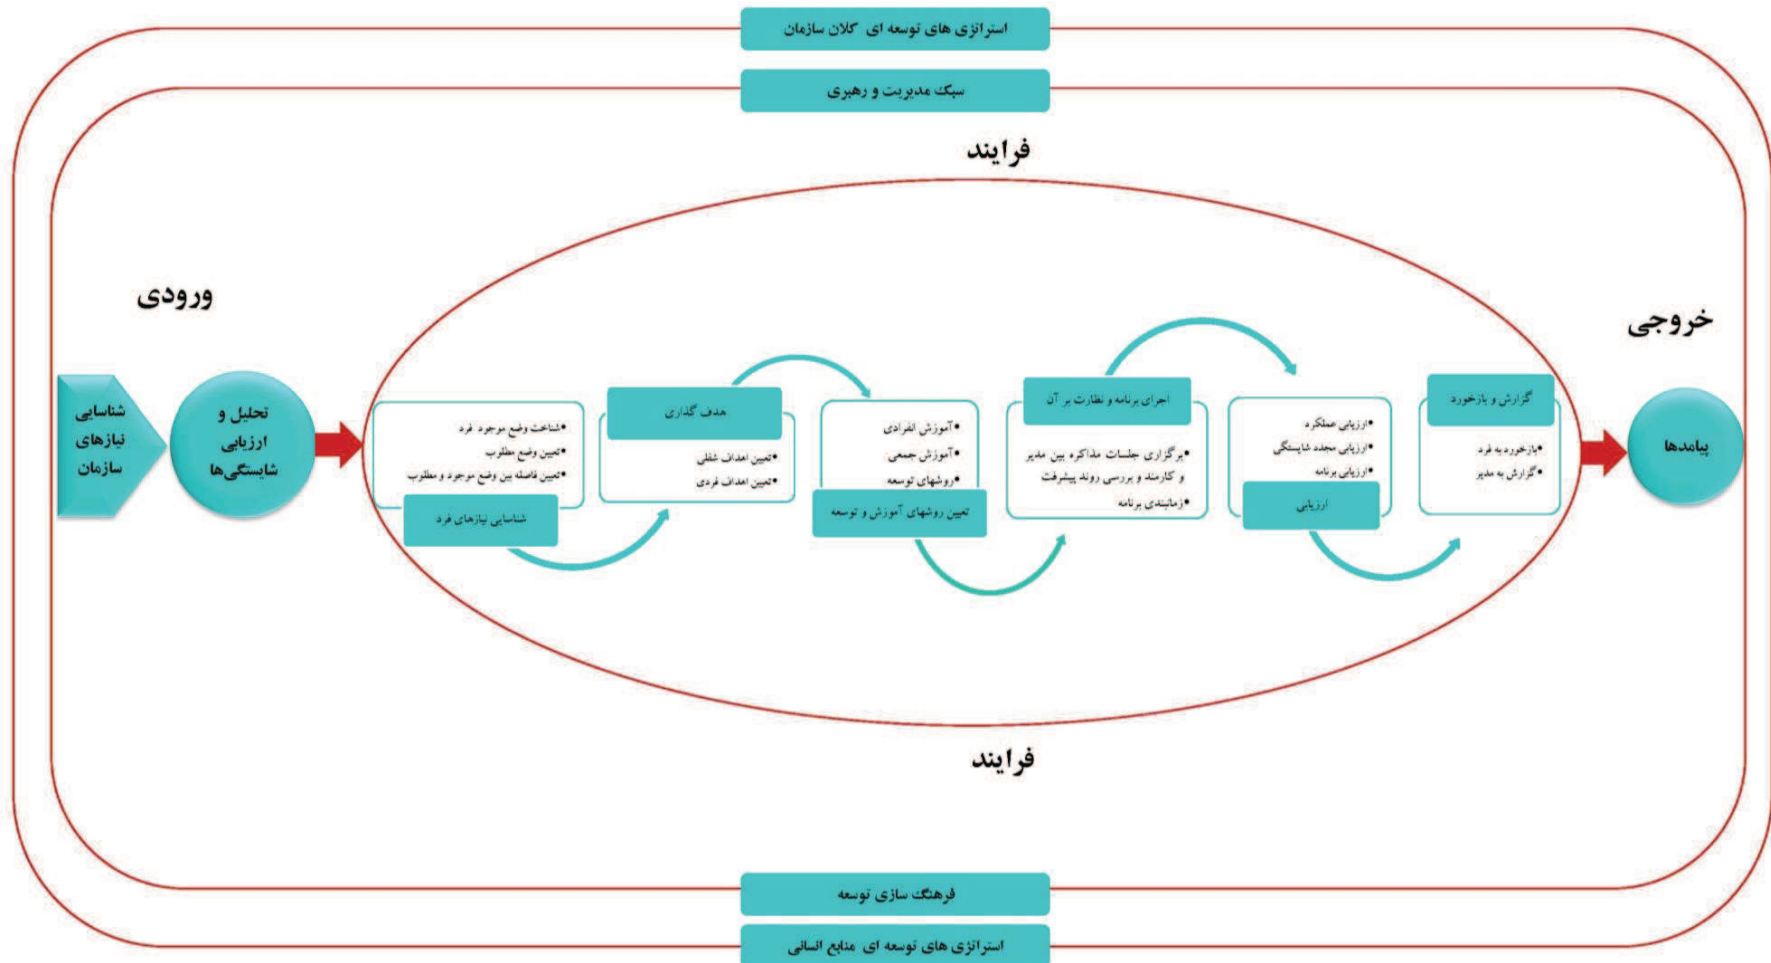 استراتژی های توسعه ای کلان سازمان
سبک مدیریت و رهبری
فرایند
ورودی
خروجی
شناسایی
نیازهای
سازمان
تحلیل و
ارزیابی
شایستگی‌ها
•شناخت وضع موجود فرد
•تعیین وضع مطلوب
•تعیین فاصله بین وضع موجود و مطلوب
شناسایی نیازهای فرد
هدف گذاری
•تعیین اهداف شغلی
•تعیین اهداف فردی
•آموزش انفرادی
•آموزش جمعی
•روشهای توسعه
تعیین روشهای آموزش و توسعه
اجرای برنامه و نظارت بر آن
•برگزاری جلسات مذاکره بین مدیر
و کارمند و بررسی روند پیشرفت
•زمانبندی برنامه
•ارزیابی عملکرد
•ارزیابی مجدد شایستگی
•ارزیابی برنامه
ارزیابی
گزارش و بازخورد
•بازخورد به فرد
•گزارش به مدیر
پیامدها
فرایند
فرهنگ سازی توسعه
استراتژی های توسعه ای منابع انسانی